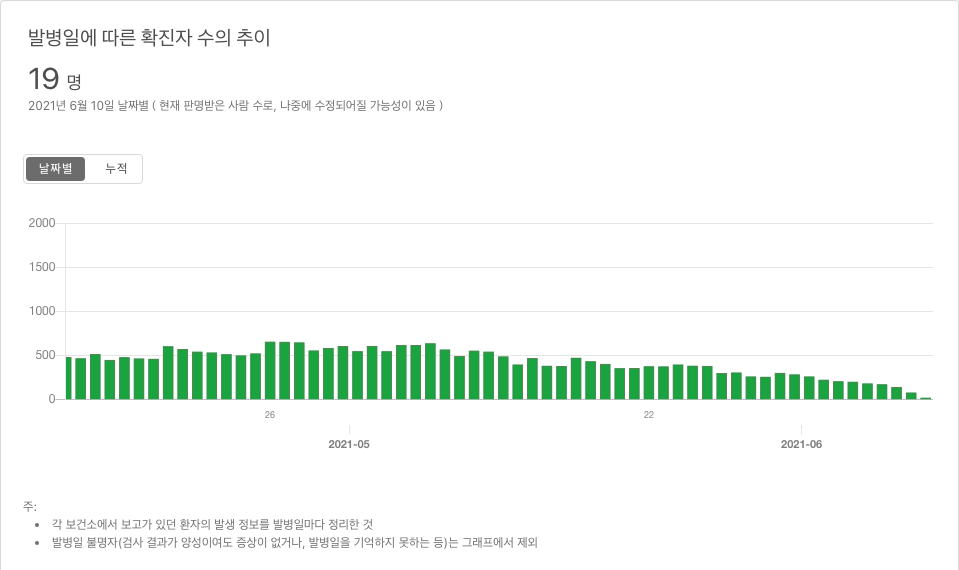 발병일에 따른 확진자 수의 추이
19 명
2021년 6월 10일 날짜별 ( 현재 판명받은 사람 수로, 나중에 수정되어질 가능성이 있음 )
날짜별 누적
2000
1500
1000
500
0
26 22
2021-05 2021-06
주:
각 보건소에서 보고가 있던 환자의 발생 정보를 발병일마다 정리한 것
발병일 불명자(검사 결과가 양성이여도 증상이 없거나, 발병일을 기억하지 못하는 등)는 그래프에서 제외